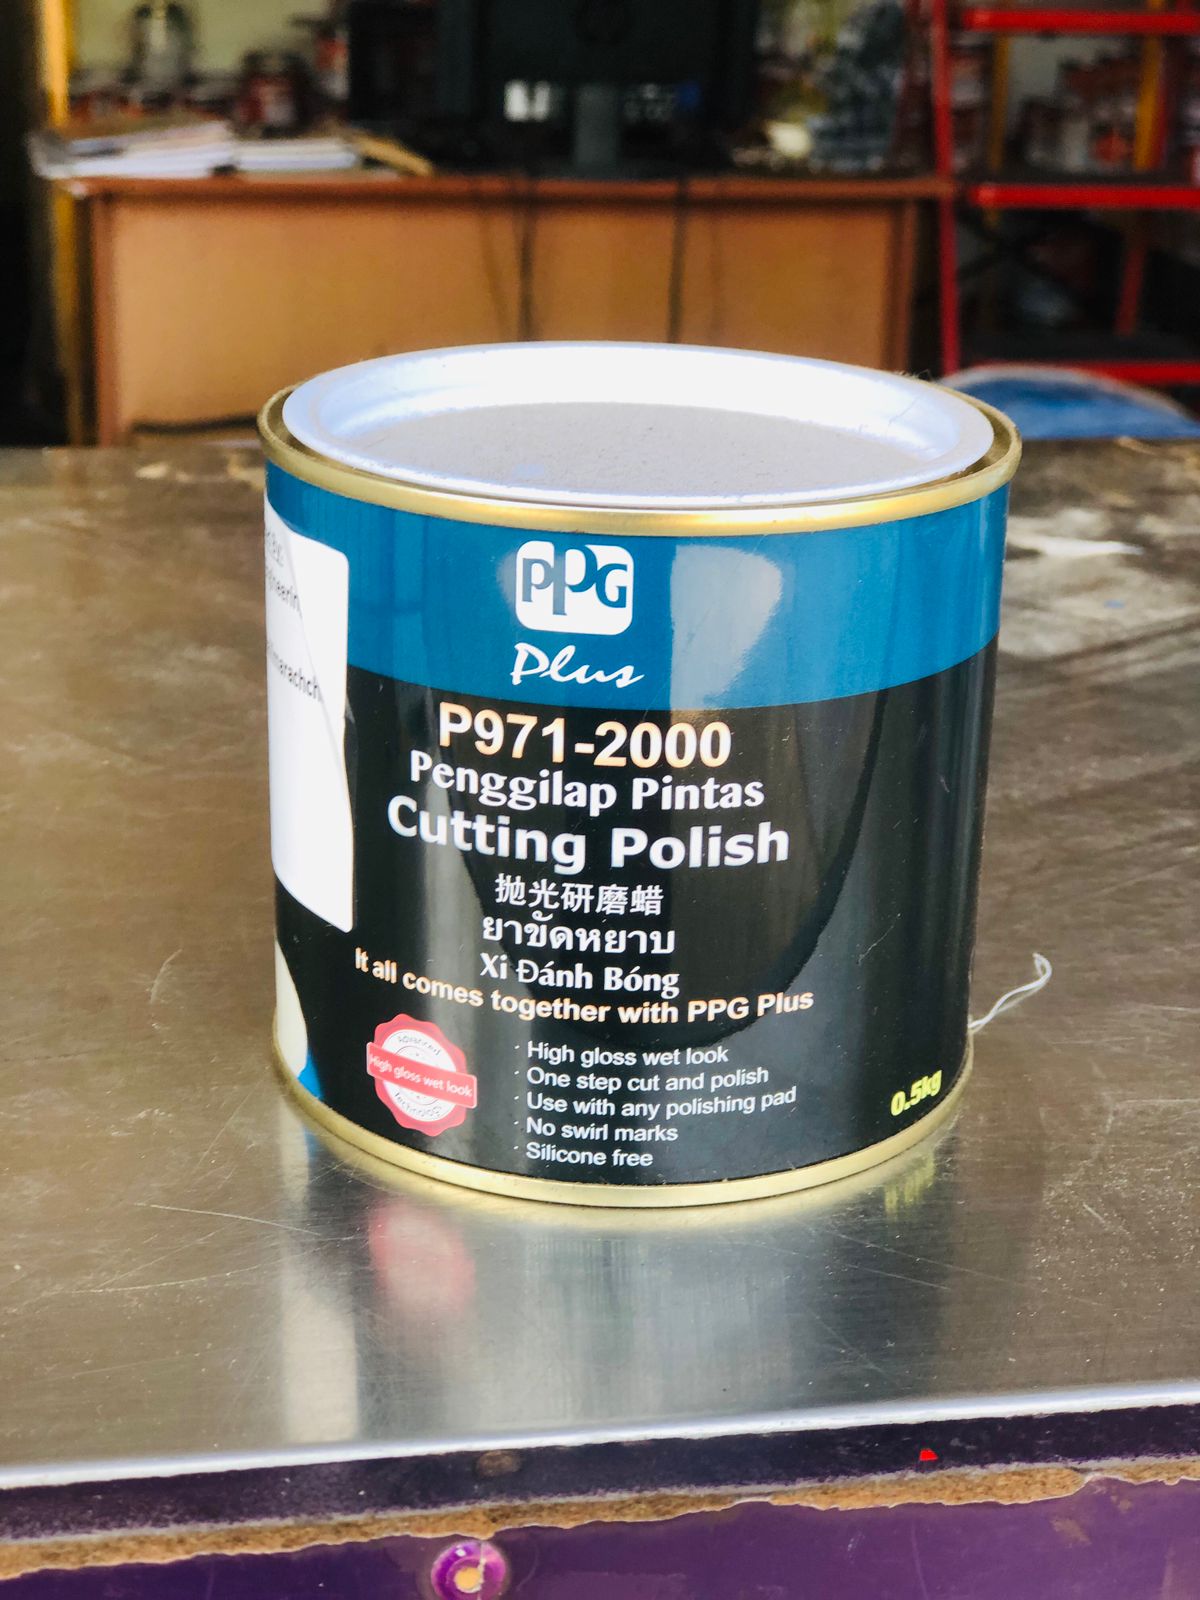 PPG
Plus
P971-2000
Penggilap Pintas
Cutting Polish
抛光研磨蜡
ยาขัดหยาบ
Xi Đánh Bóng
It all comes together with PPG Plus
Advanced
High gloss wet look
Technology
· High gloss wet look
· One step cut and polish
· Use with any polishing pad
· No swirl marks
· Silicone free
0.5kg